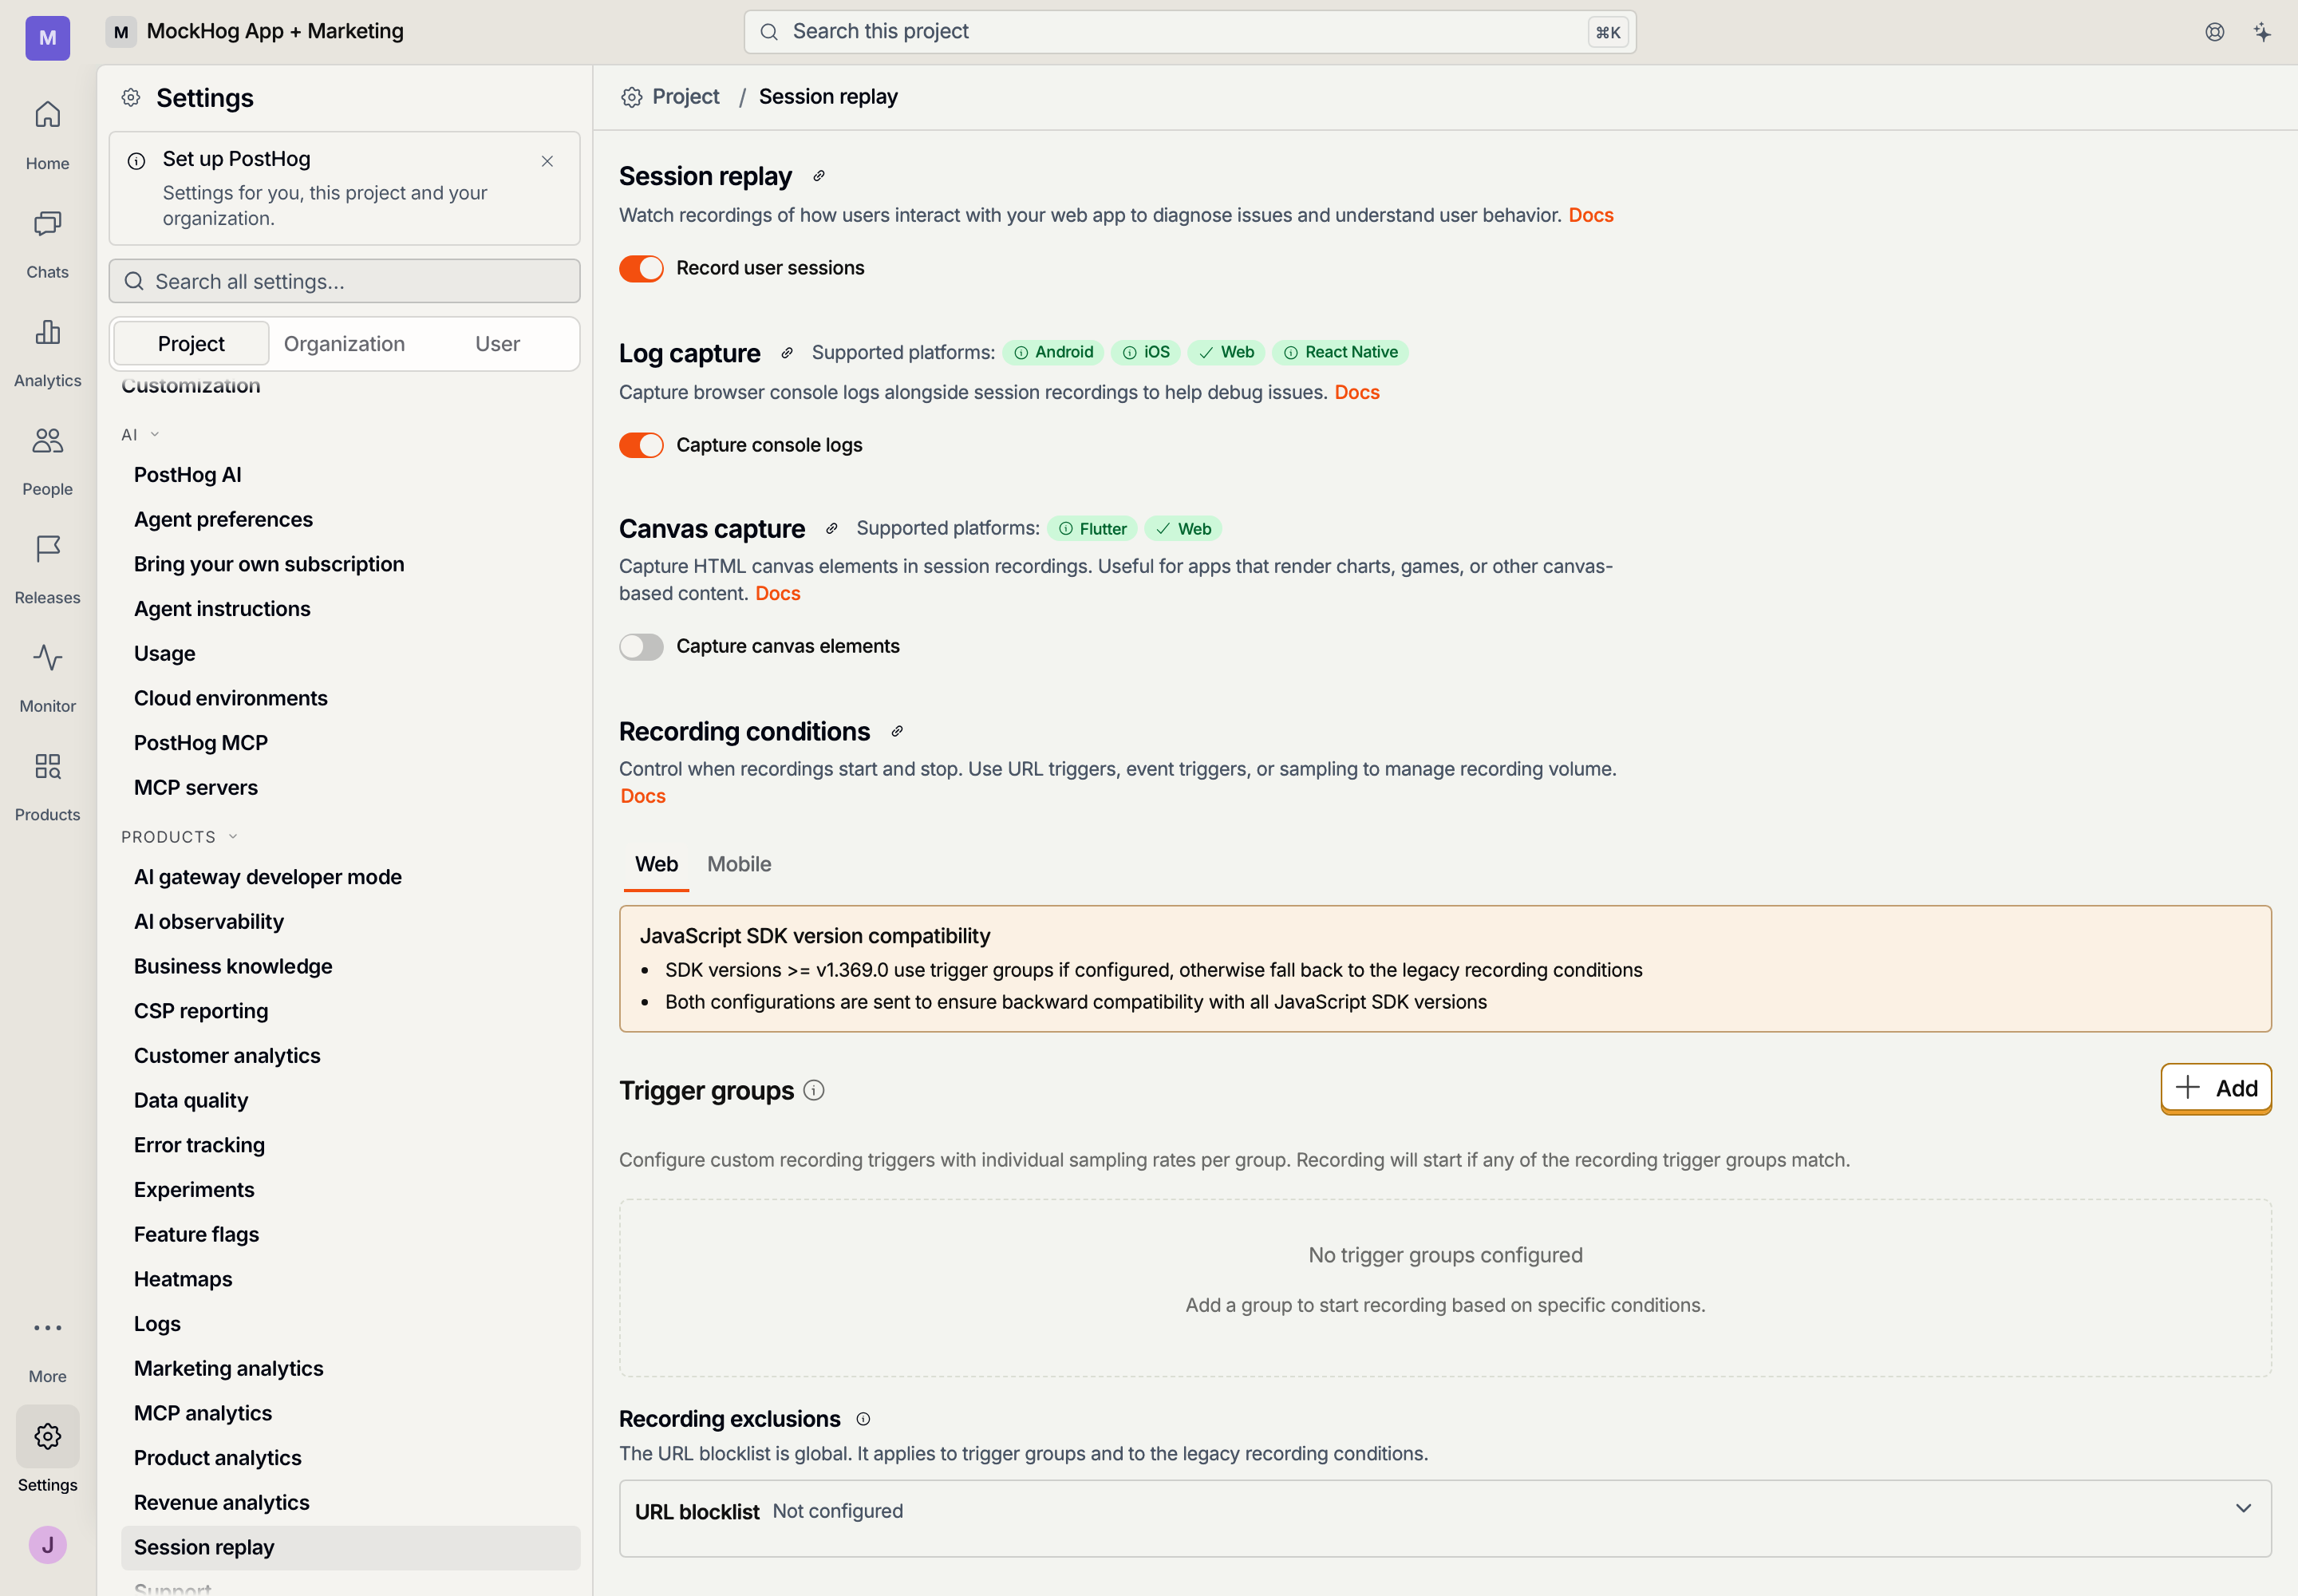 M
M MockHog App + Marketing
Search this project
⌘K
Home
Chats
Analytics
People
Releases
Monitor
Products
More
Settings
J
Settings
Set up PostHog
Settings for you, this project and your
organization.
Search all settings...
Project Organization User
Customization
AI
PostHog AI
Agent preferences
Bring your own subscription
Agent instructions
Usage
Cloud environments
PostHog MCP
MCP servers
PRODUCTS
AI gateway developer mode
AI observability
Business knowledge
CSP reporting
Customer analytics
Data quality
Error tracking
Experiments
Feature flags
Heatmaps
Logs
Marketing analytics
MCP analytics
Product analytics
Revenue analytics
Session replay
Support
Project / Session replay
Session replay
Watch recordings of how users interact with your web app to diagnose issues and understand user behavior. Docs
Record user sessions
Log capture Supported platforms: Android iOS Web React Native
Capture browser console logs alongside session recordings to help debug issues. Docs
Capture console logs
Canvas capture Supported platforms: Flutter Web
Capture HTML canvas elements in session recordings. Useful for apps that render charts, games, or other canvas-
based content. Docs
Capture canvas elements
Recording conditions
Control when recordings start and stop. Use URL triggers, event triggers, or sampling to manage recording volume.
Docs
Web Mobile
JavaScript SDK version compatibility
• SDK versions >= v1.369.0 use trigger groups if configured, otherwise fall back to the legacy recording conditions
• Both configurations are sent to ensure backward compatibility with all JavaScript SDK versions
Trigger groups
Add
Configure custom recording triggers with individual sampling rates per group. Recording will start if any of the recording trigger groups match.
No trigger groups configured
Add a group to start recording based on specific conditions.
Recording exclusions
The URL blocklist is global. It applies to trigger groups and to the legacy recording conditions.
URL blocklist Not configured